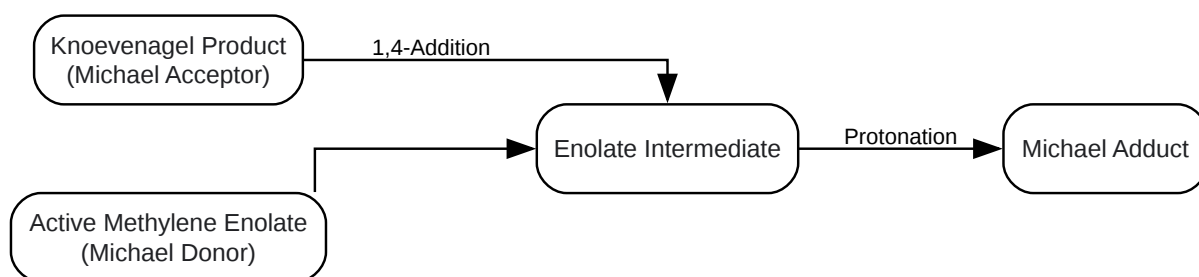 Knoevenagel Product
(Michael Acceptor)
1,4-Addition
Active Methylene Enolate
(Michael Donor)
Enolate Intermediate
Protonation
Michael Adduct